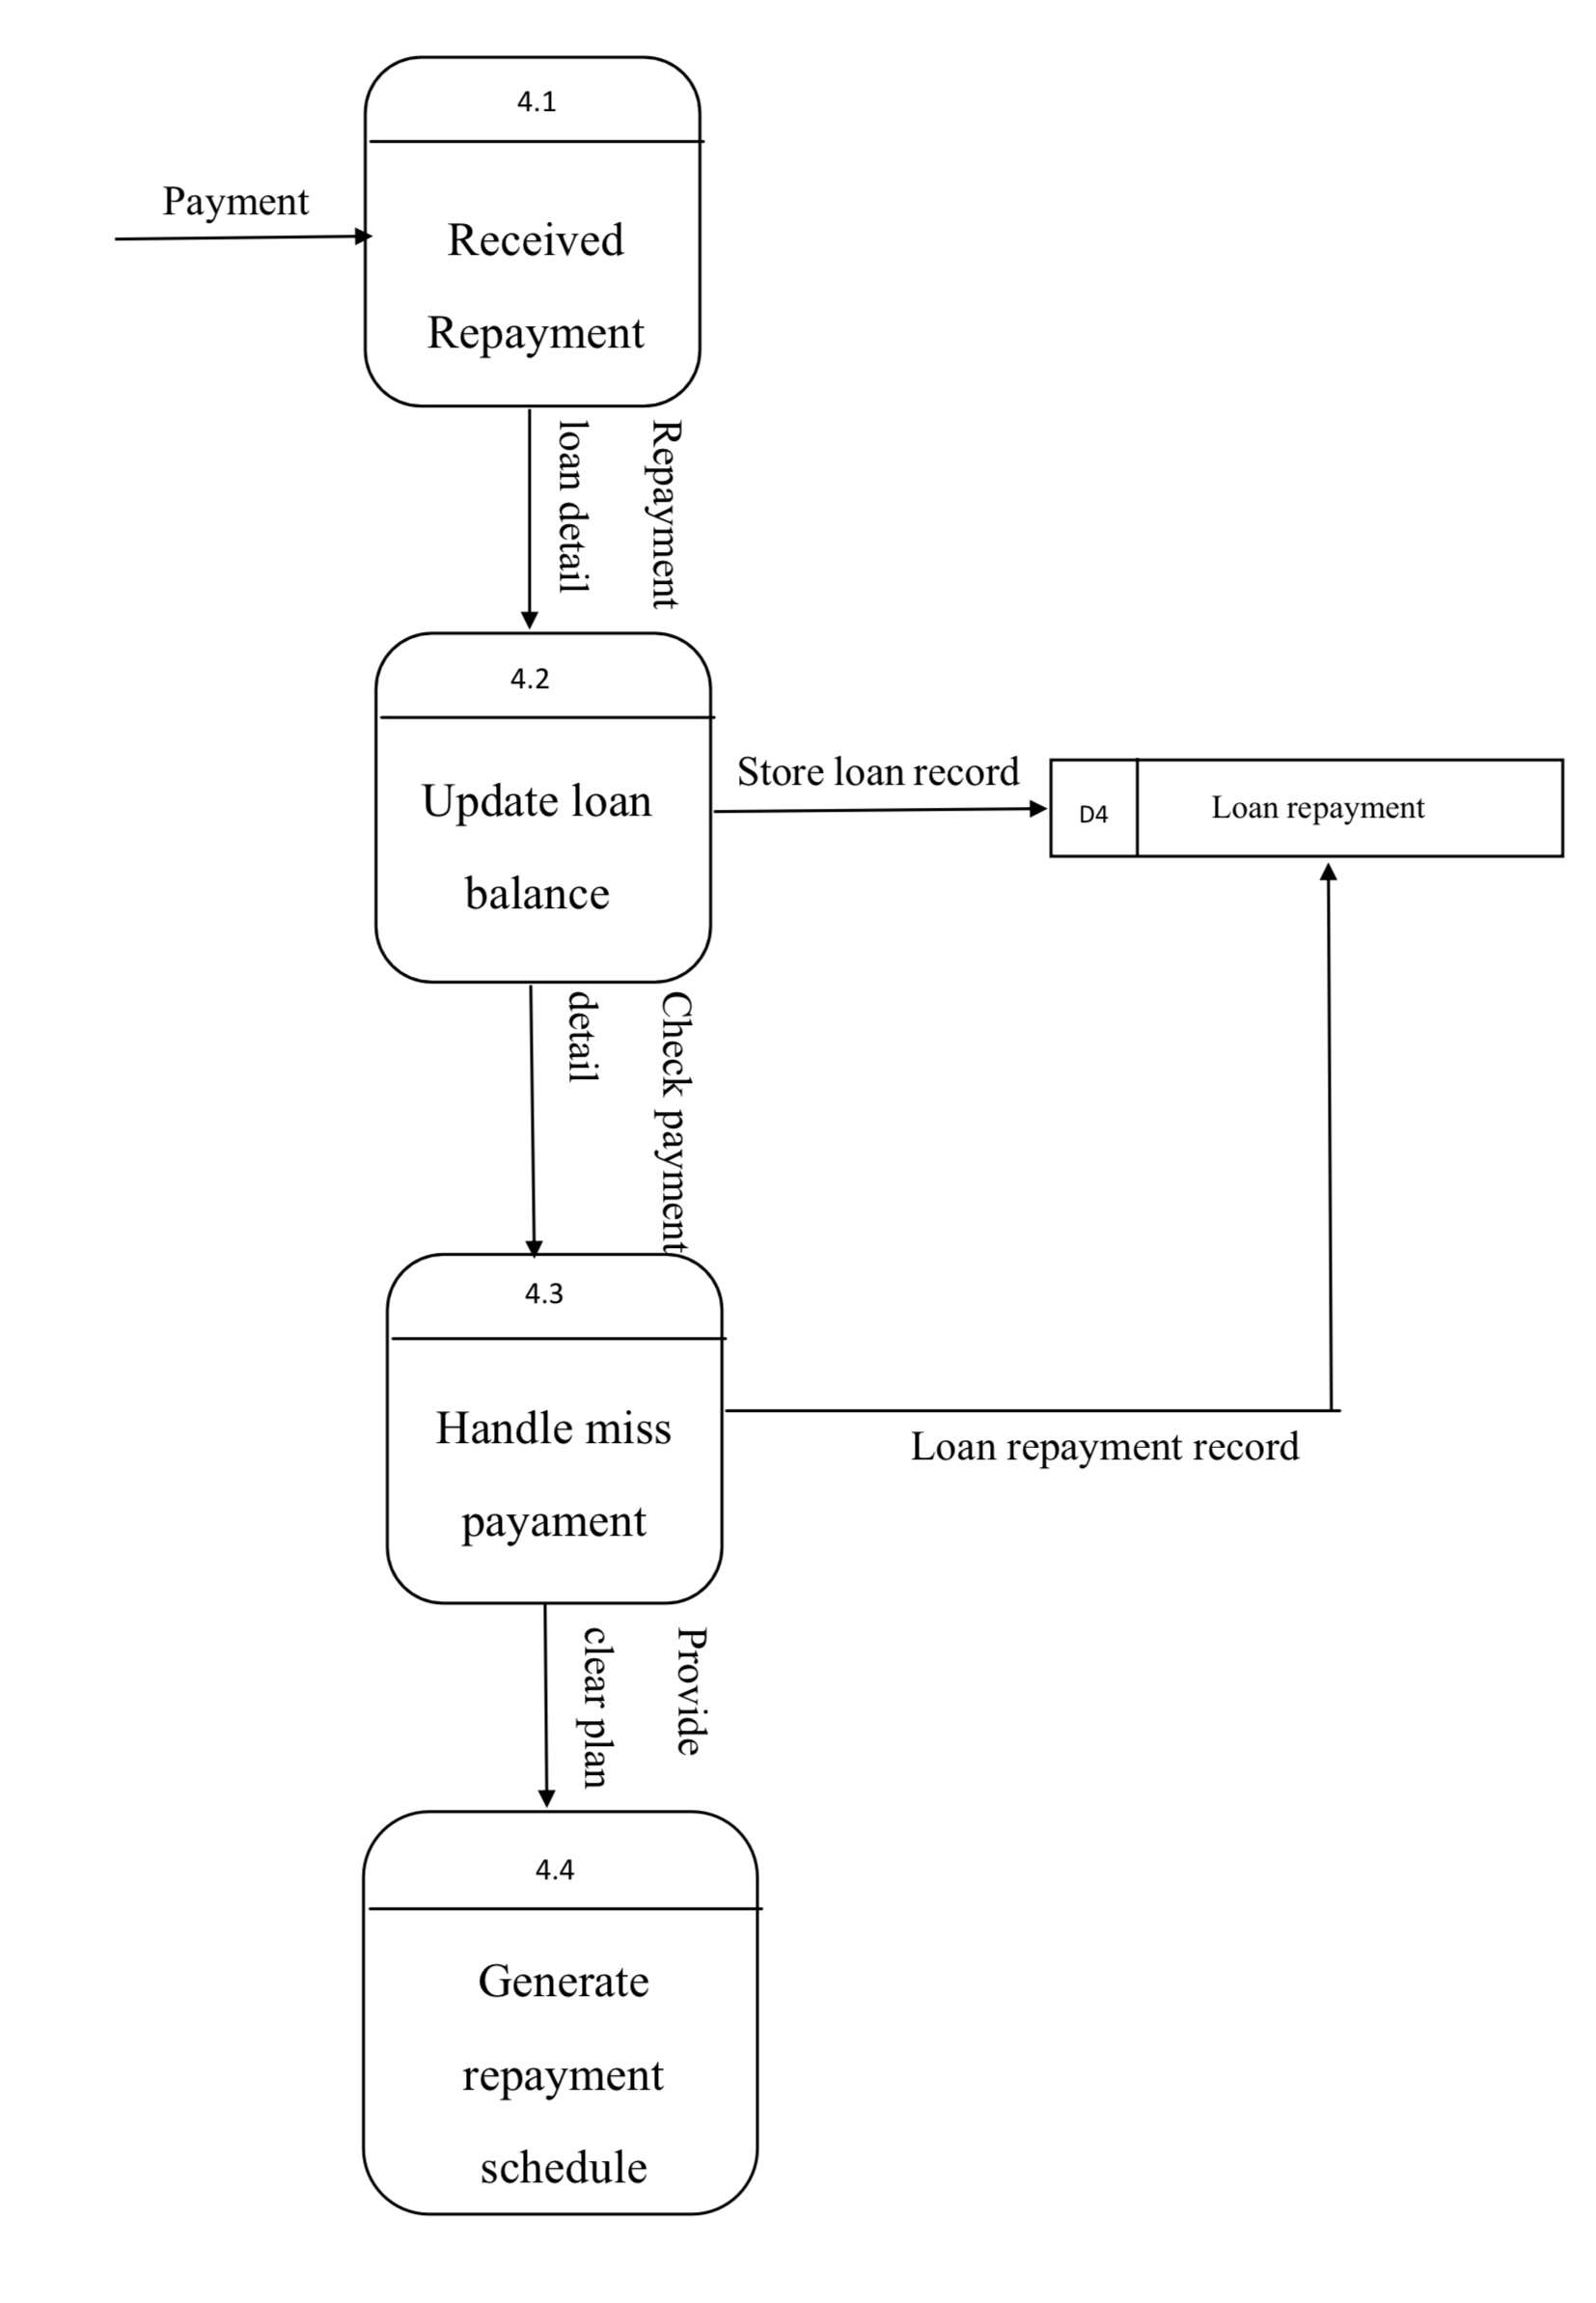 4.1
Payment
Received
Repayment
Repayment
loan detail
4.2
Update loan
balance
Store loan record
D4
Loan repayment
Check payment
detail
4.3
Handle miss
payament
Loan repayment record
Provide
clear plan
4.4
Generate
repayment
schedule